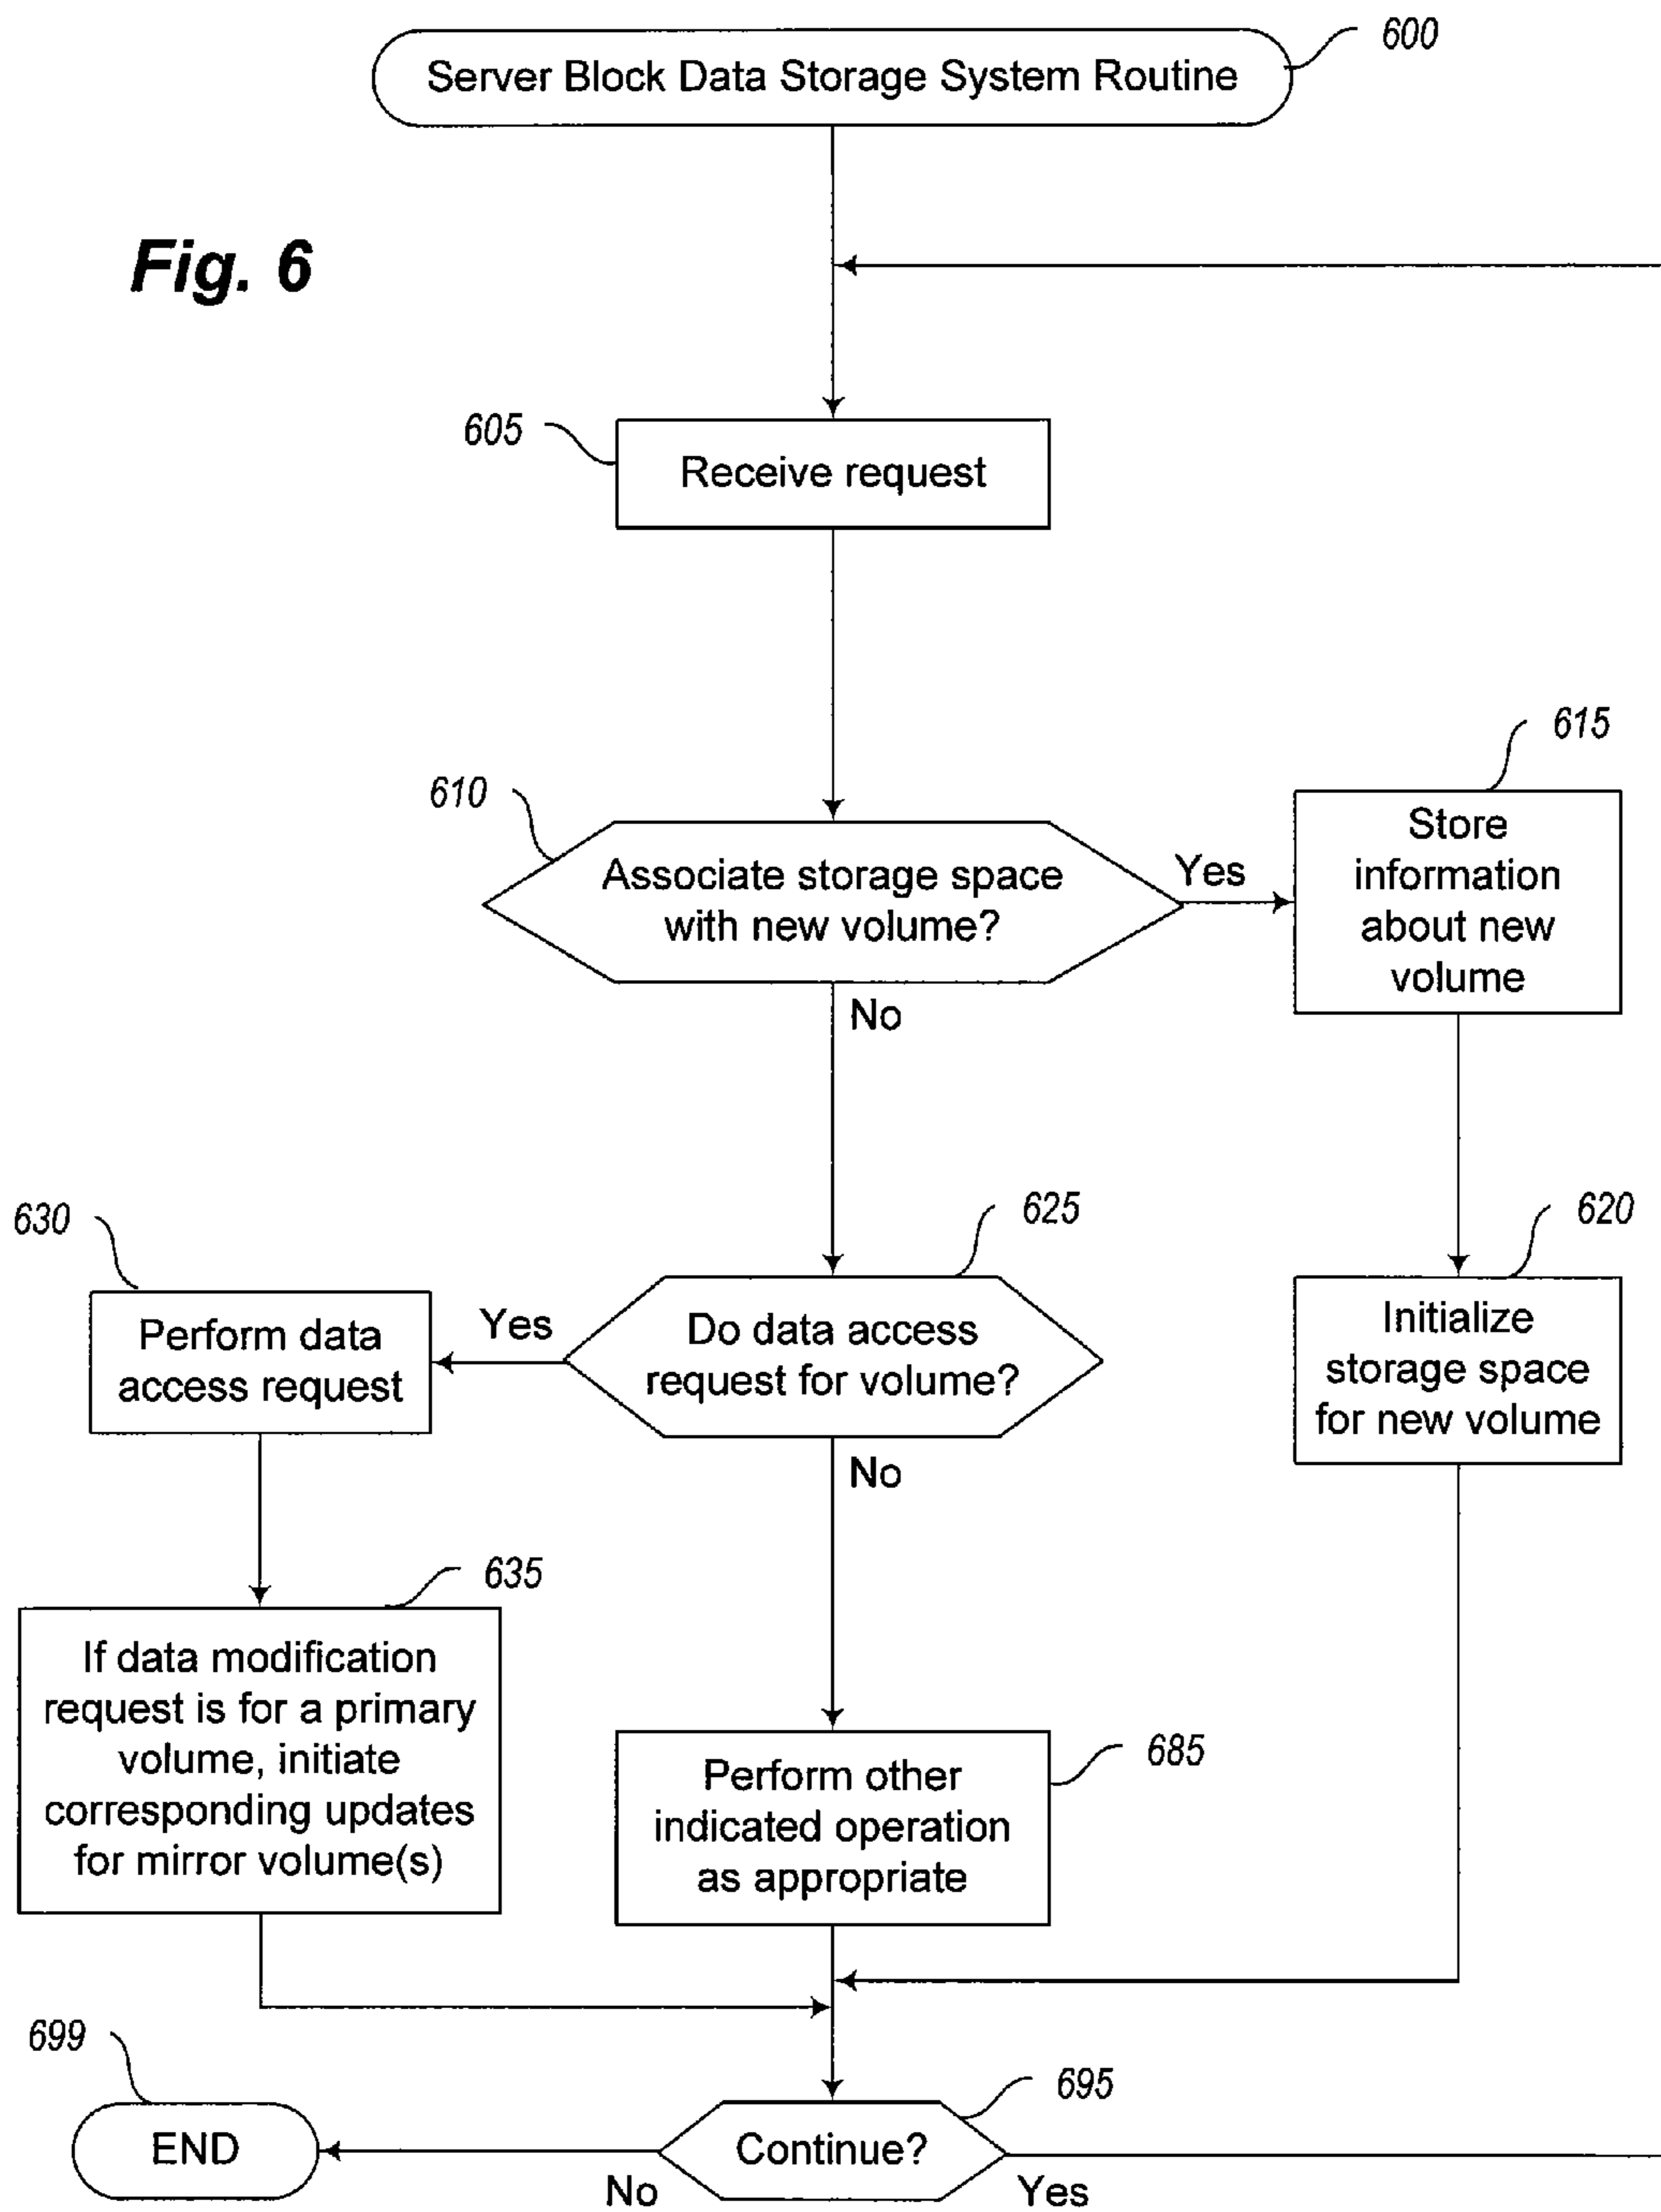 600
Server Block Data Storage System Routine
Fig. 6
605
Receive request
610
Associate storage space
with new volume?
Yes
No
615
Store
information
about new
volume
620
Initialize
storage space
for new volume
625
Do data access
request for volume?
Yes
No
630
Perform data
access request
635
If data modification
request is for a primary
volume, initiate
corresponding updates
for mirror volume(s)
685
Perform other
indicated operation
as appropriate
695
Continue?
No
Yes
699
END